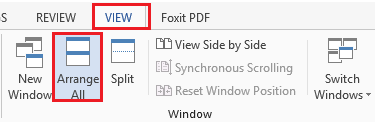 S REVIEW VIEW Foxit PDF
New Window
Arrange All
Split
View Side by Side
Synchronous Scrolling
Reset Window Position
Switch Windows
Window